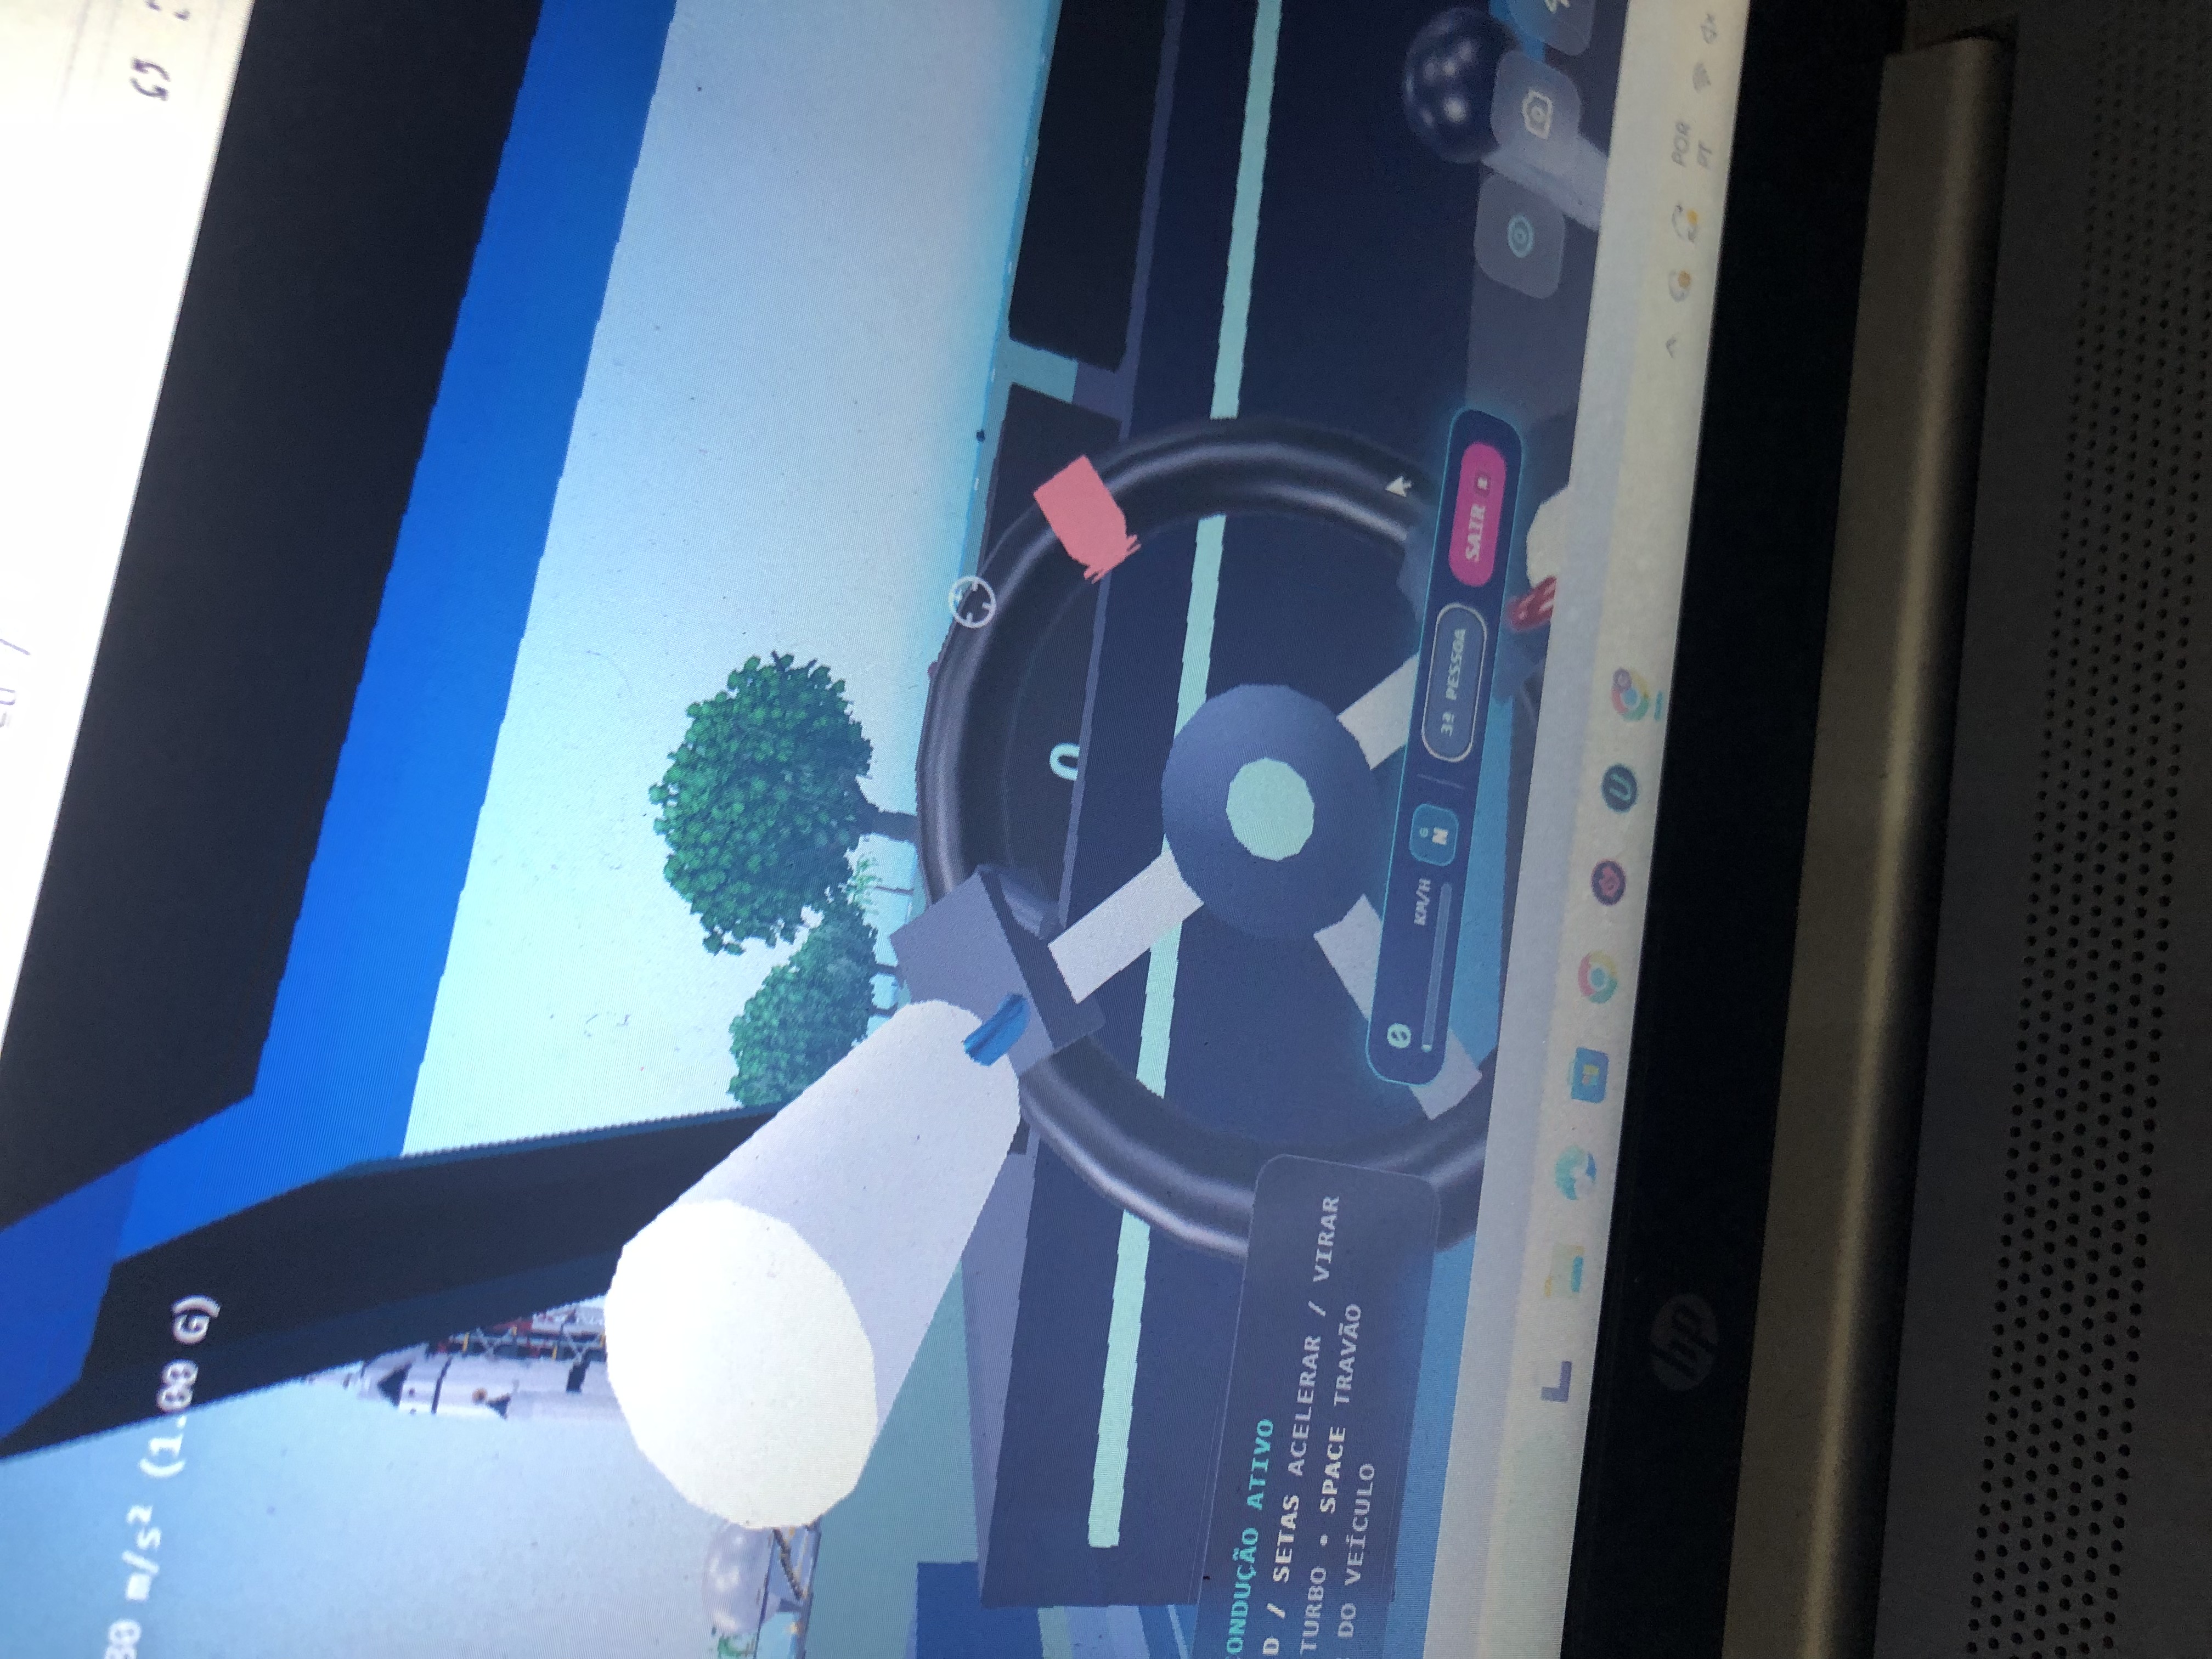 30 m/s² (1.00 G)
0
CONDUÇÃO ATIVO
D / SETAS ACELERAR / VIRAR
TURBO • SPACE TRAVÃO
DO VEÍCULO
0
KM/H
N
3ª PESSOA
SAIR
hp
POR
PT